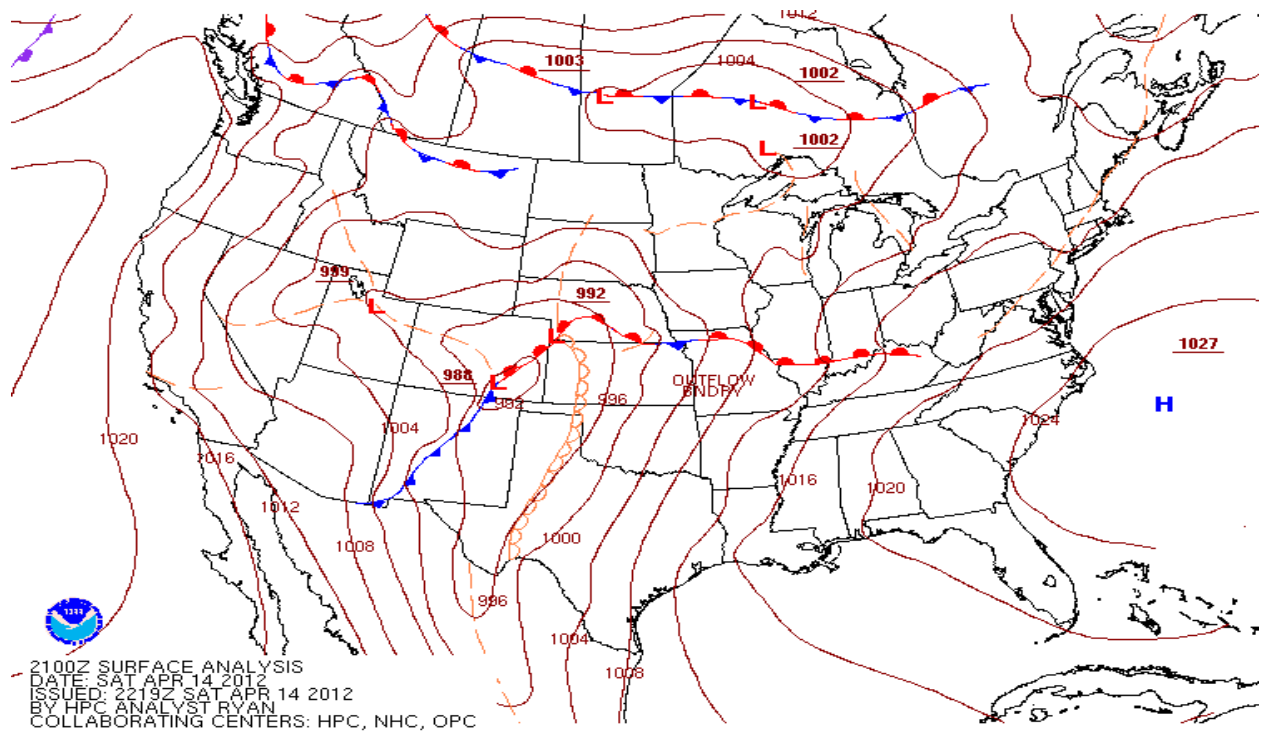 1012
1003
1004
1002
L
L
1002
L
999
992
L
L
1027
988
L
992
996
OUTFLOW
BNDRY
H
1004
1024
1020
1016
1016
1020
1012
1000
1008
996
1004
1008
2100Z SURFACE ANALYSIS
DATE: SAT APR 14 2012
ISSUED: 2219Z SAT APR 14 2012
BY HPC ANALYST RYAN
COLLABORATING CENTERS: HPC, NHC, OPC